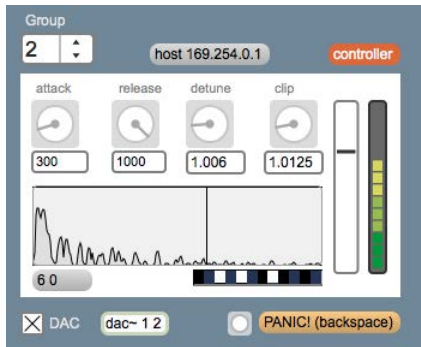 Group
2
host 169.254.0.1
controller
attack release detune clip
300 1000 1.006 1.0125
6 0
DAC dac~ 1 2 PANIC! (backspace)